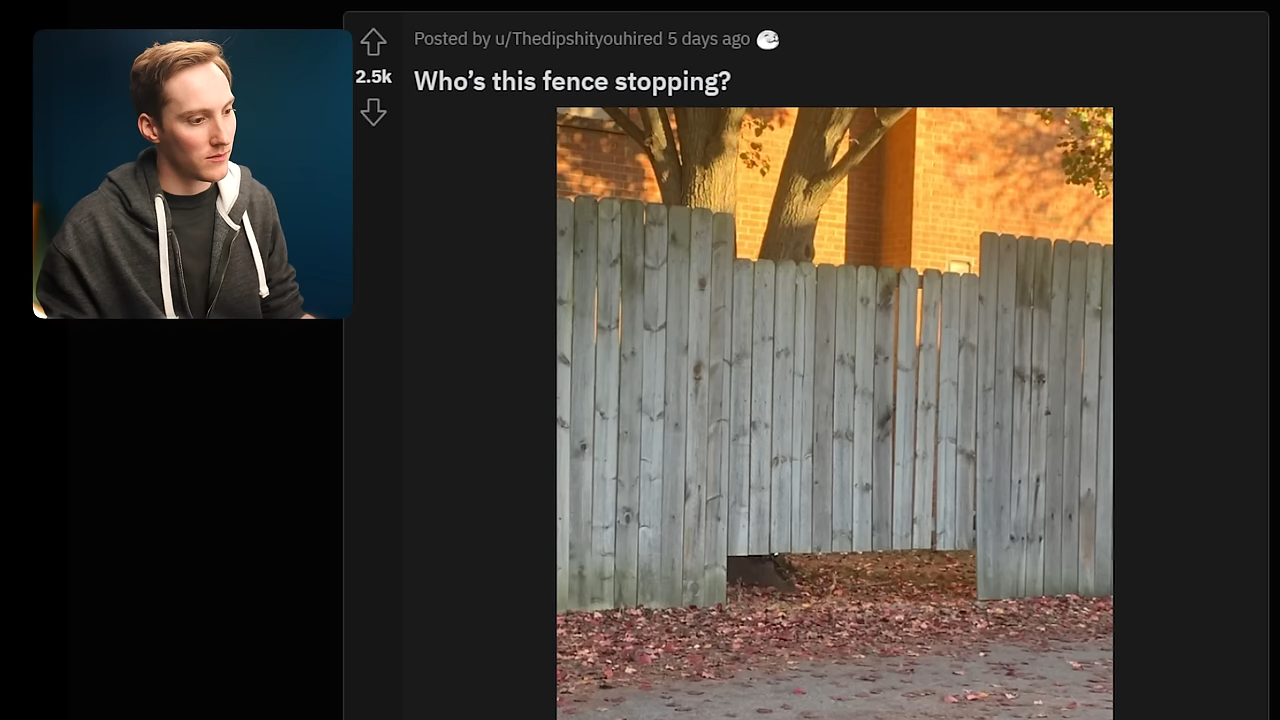 Posted by u/Thedipshityouhired 5 days ago
2.5k
Who’s this fence stopping?